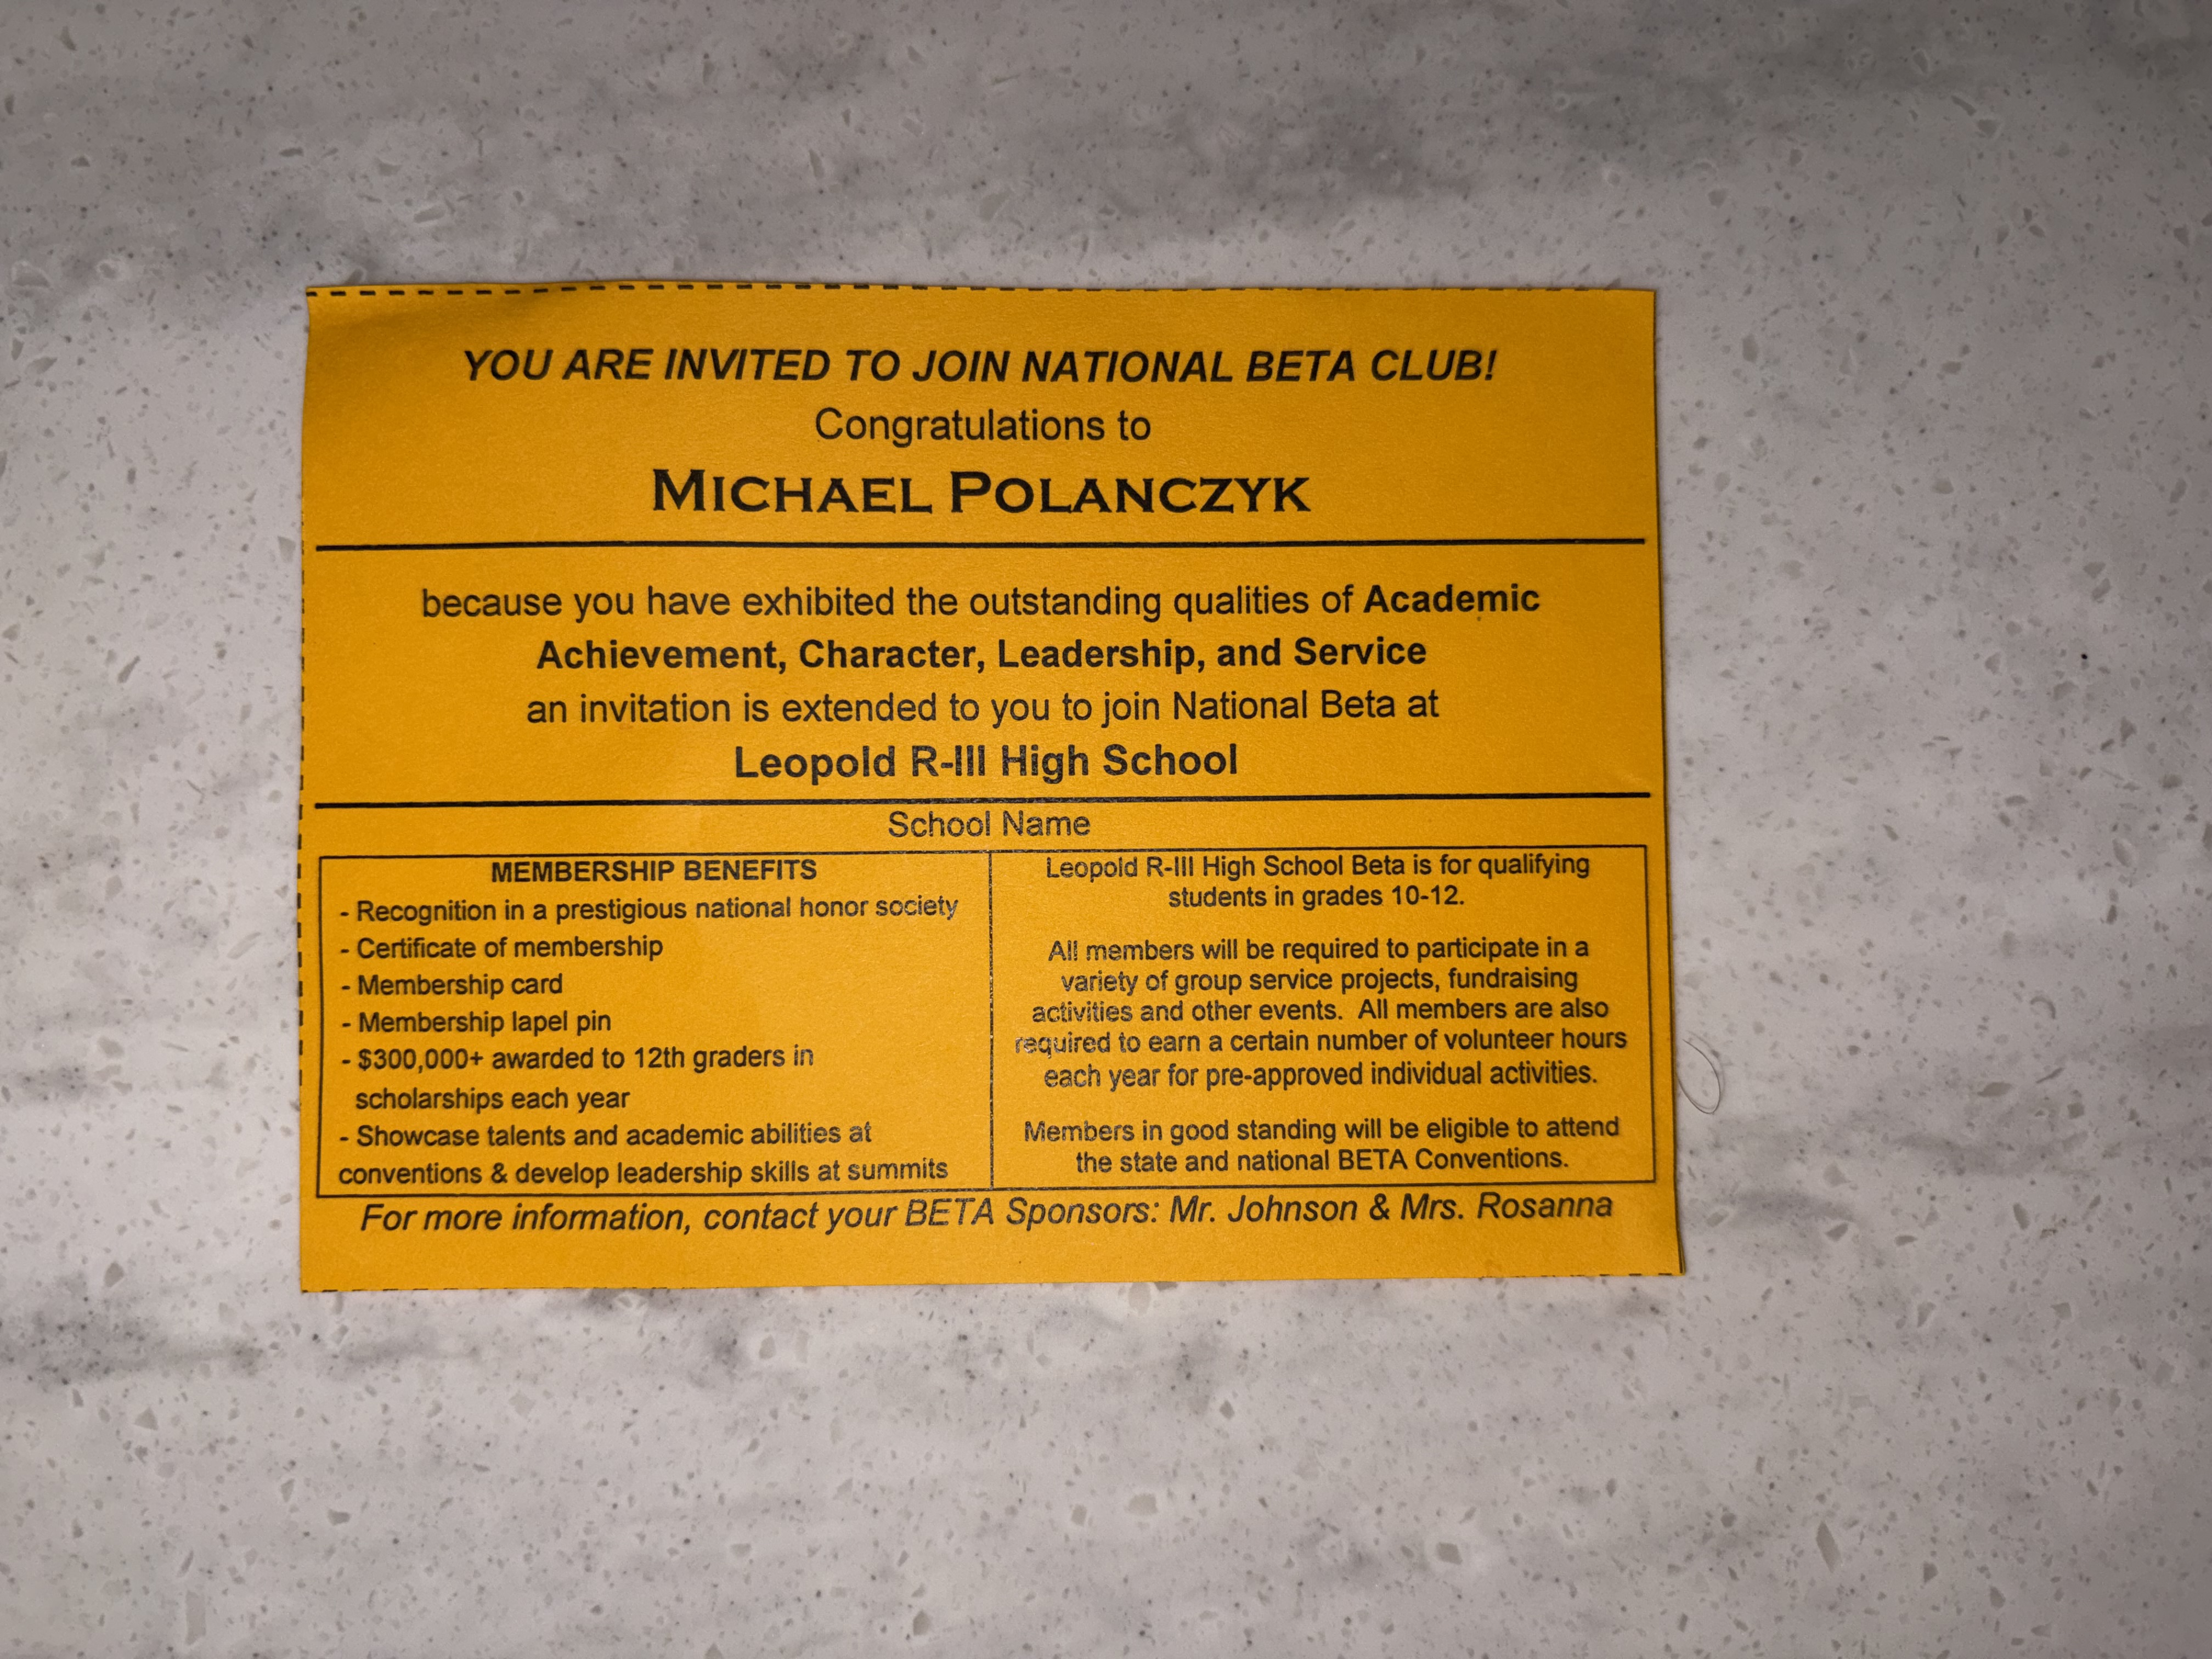 YOU ARE INVITED TO JOIN NATIONAL BETA CLUB!
Congratulations to
MICHAEL POLANCZYK
because you have exhibited the outstanding qualities of Academic
Achievement, Character, Leadership, and Service
an invitation is extended to you to join National Beta at
Leopold R-III High School
School Name
MEMBERSHIP BENEFITS
- Recognition in a prestigious national honor society
- Certificate of membership
- Membership card
- Membership lapel pin
- $300,000+ awarded to 12th graders in
scholarships each year
- Showcase talents and academic abilities at
conventions & develop leadership skills at summits
Leopold R-III High School Beta is for qualifying
students in grades 10-12.
All members will be required to participate in a
variety of group service projects, fundraising
activities and other events. All members are also
required to earn a certain number of volunteer hours
each year for pre-approved individual activities.
Members in good standing will be eligible to attend
the state and national BETA Conventions.
For more information, contact your BETA Sponsors: Mr. Johnson & Mrs. Rosanna